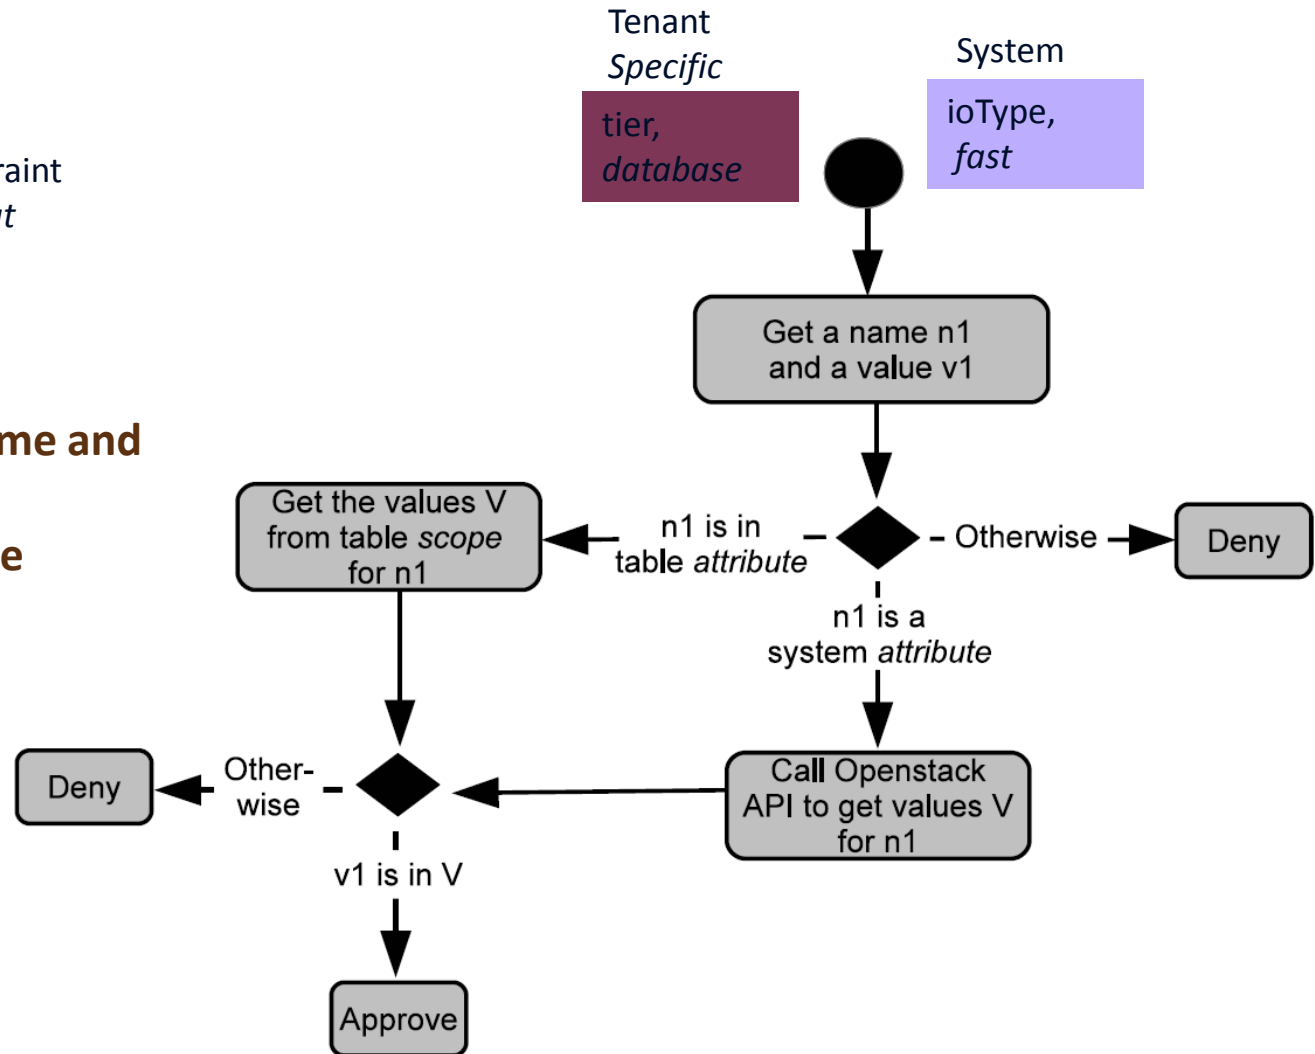 Tenant
Specific
System
tier,
database
ioType,
fast
raint
Get a name n1
and a value v1
me and
e
Get the values V
from table scope
for n1
n1 is in
table attribute
Otherwise
Deny
n1 is a
system attribute
Deny
Other-
wise
Call Openstack
API to get values V
for n1
v1 is in V
Approve